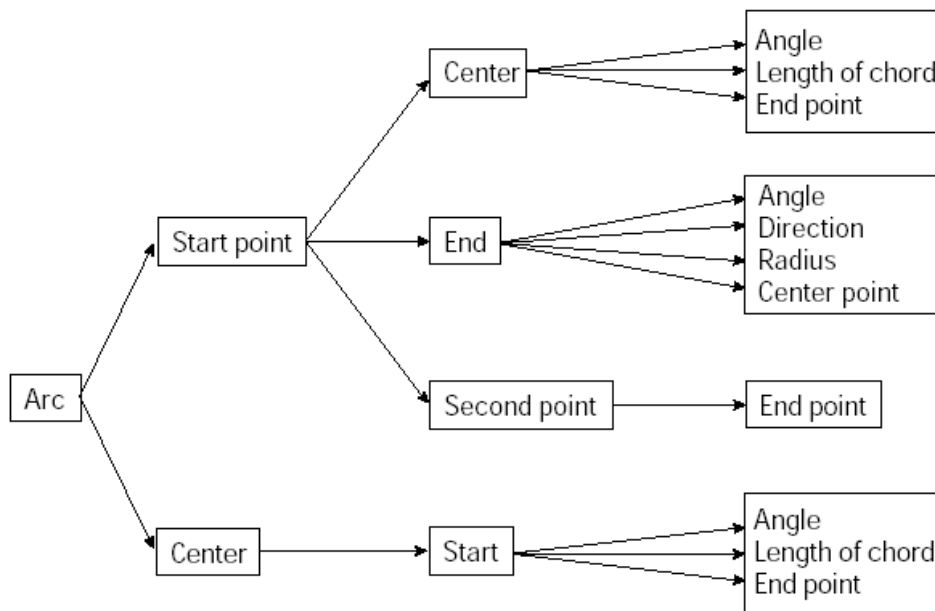 Center
Angle
Length of chord
End point
Start point
End
Angle
Direction
Radius
Center point
Arc
Second point
End point
Center
Start
Angle
Length of chord
End point